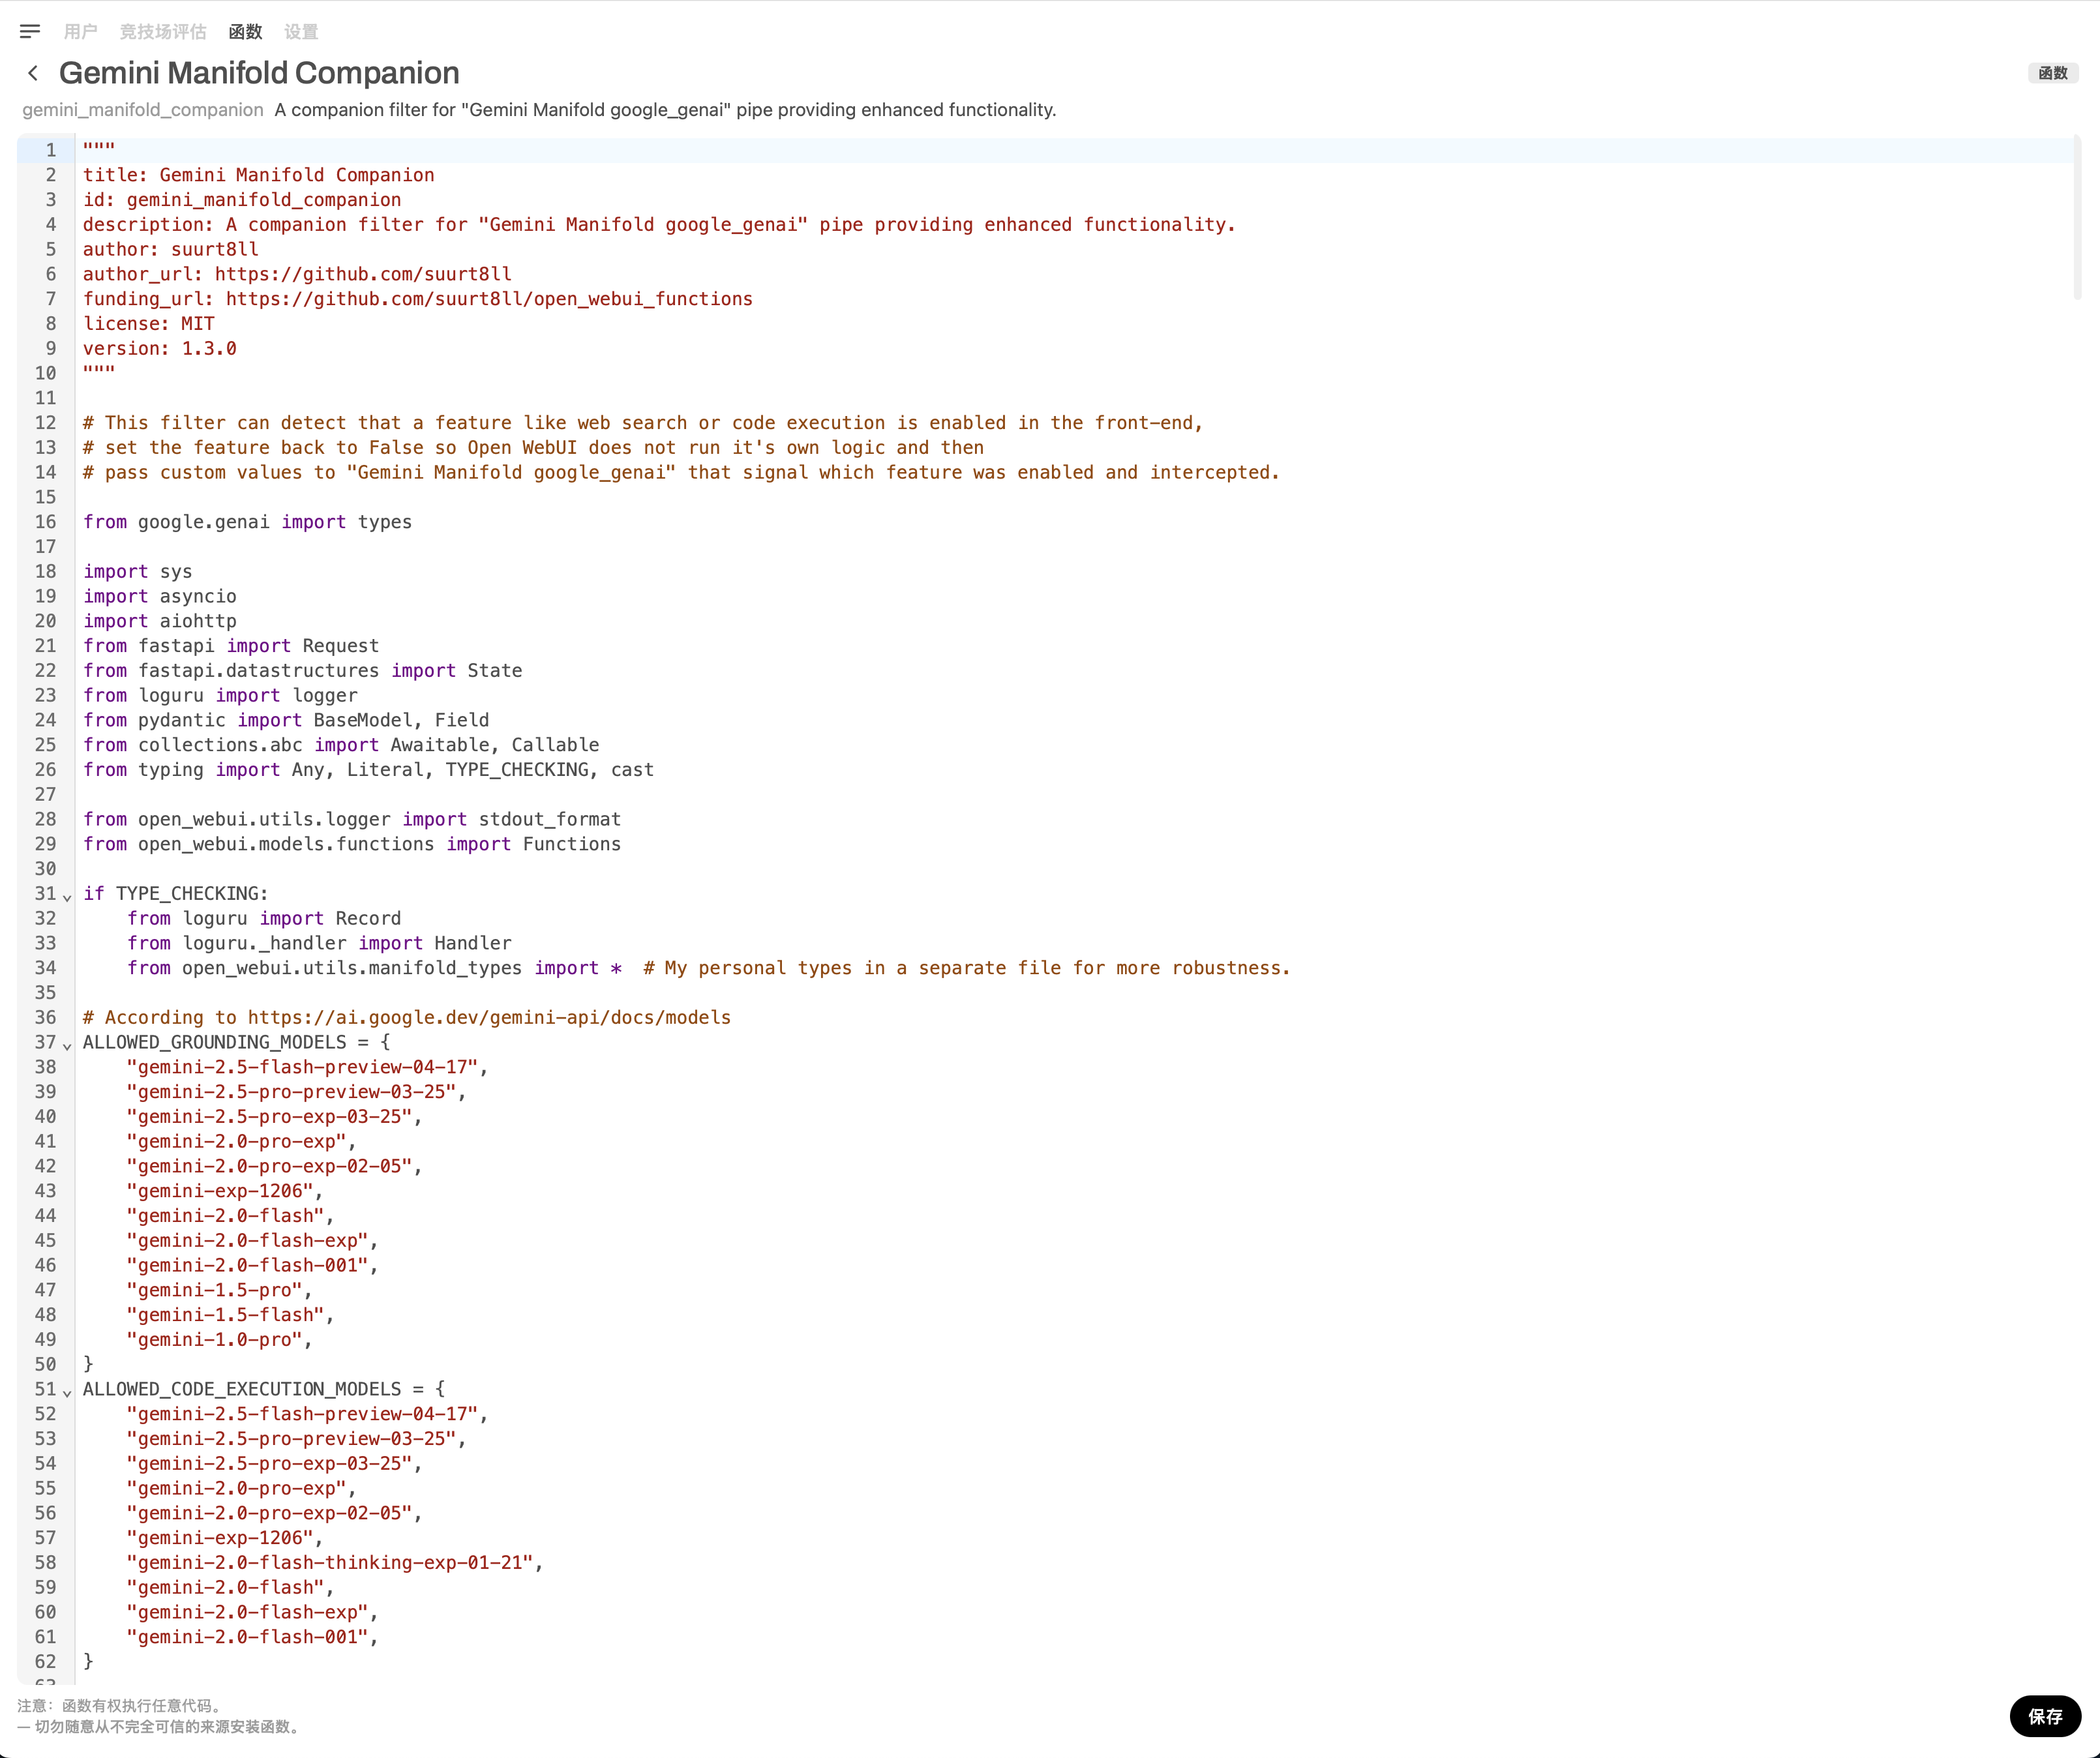 用户 竞技场评估 函数 设置
Gemini Manifold Companion 函数
gemini_manifold_companion A companion filter for "Gemini Manifold google_genai" pipe providing enhanced functionality.
1 """
2 title: Gemini Manifold Companion
3 id: gemini_manifold_companion
4 description: A companion filter for "Gemini Manifold google_genai" pipe providing enhanced functionality.
5 author: suurt8ll
6 author_url: https://github.com/suurt8ll
7 funding_url: https://github.com/suurt8ll/open_webui_functions
8 license: MIT
9 version: 1.3.0
10 """
11
12 # This filter can detect that a feature like web search or code execution is enabled in the front-end,
13 # set the feature back to False so Open WebUI does not run it's own logic and then
14 # pass custom values to "Gemini Manifold google_genai" that signal which feature was enabled and intercepted.
15
16 from google.genai import types
17
18 import sys
19 import asyncio
20 import aiohttp
21 from fastapi import Request
22 from fastapi.datastructures import State
23 from loguru import logger
24 from pydantic import BaseModel, Field
25 from collections.abc import Awaitable, Callable
26 from typing import Any, Literal, TYPE_CHECKING, cast
27
28 from open_webui.utils.logger import stdout_format
29 from open_webui.models.functions import Functions
30
31 if TYPE_CHECKING:
32     from loguru import Record
33     from loguru._handler import Handler
34     from open_webui.utils.manifold_types import *  # My personal types in a separate file for more robustness.
35
36 # According to https://ai.google.dev/gemini-api/docs/models
37 ALLOWED_GROUNDING_MODELS = {
38     "gemini-2.5-flash-preview-04-17",
39     "gemini-2.5-pro-preview-03-25",
40     "gemini-2.5-pro-exp-03-25",
41     "gemini-2.0-pro-exp",
42     "gemini-2.0-pro-exp-02-05",
43     "gemini-exp-1206",
44     "gemini-2.0-flash",
45     "gemini-2.0-flash-exp",
46     "gemini-2.0-flash-001",
47     "gemini-1.5-pro",
48     "gemini-1.5-flash",
49     "gemini-1.0-pro",
50 }
51 ALLOWED_CODE_EXECUTION_MODELS = {
52     "gemini-2.5-flash-preview-04-17",
53     "gemini-2.5-pro-preview-03-25",
54     "gemini-2.5-pro-exp-03-25",
55     "gemini-2.0-pro-exp",
56     "gemini-2.0-pro-exp-02-05",
57     "gemini-exp-1206",
58     "gemini-2.0-flash-thinking-exp-01-21",
59     "gemini-2.0-flash",
60     "gemini-2.0-flash-exp",
61     "gemini-2.0-flash-001",
62 }
63
注意：函数有权执行任意代码。
— 切勿随意从不完全可信的来源安装函数。
保存